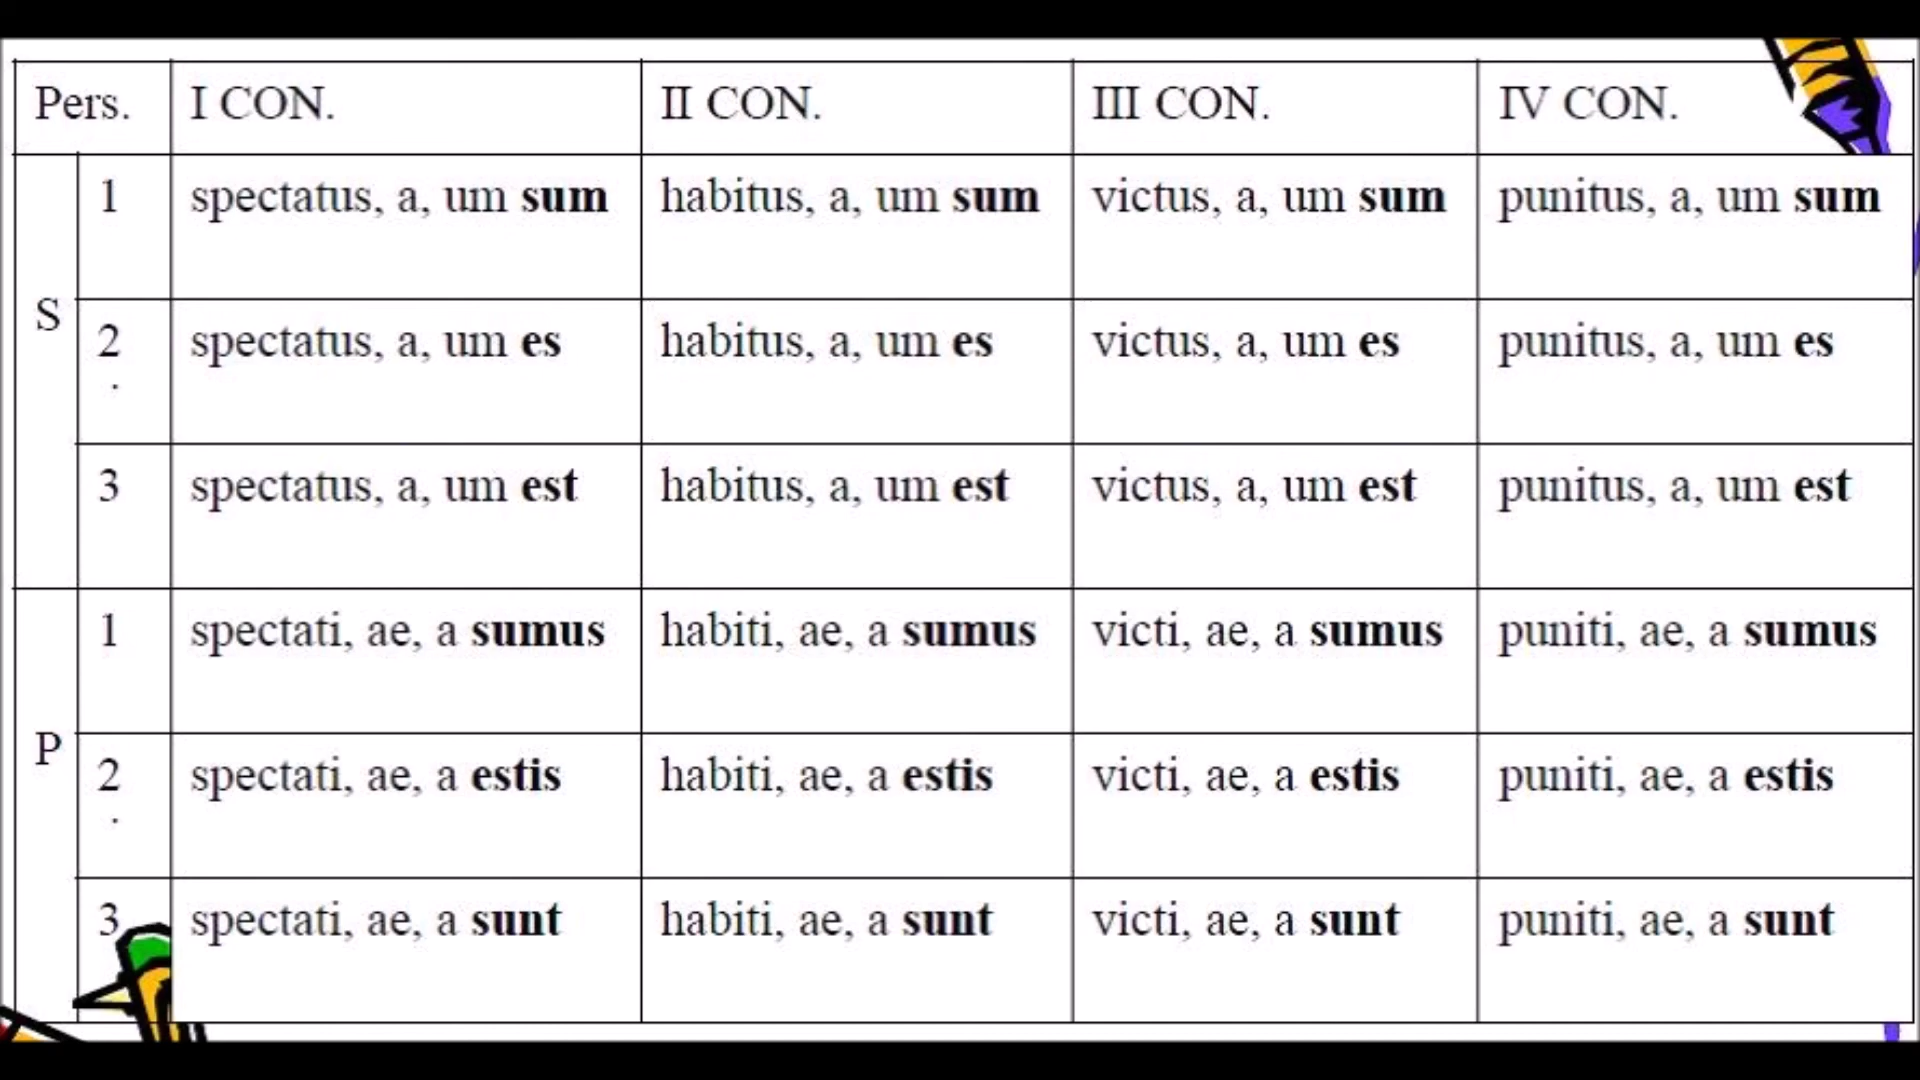 Pers. I CON. II CON. III CON. IV CON.
S
1 spectatus, a, um sum habitus, a, um sum victus, a, um sum punitus, a, um sum
2. spectatus, a, um es habitus, a, um es victus, a, um es punitus, a, um es
3 spectatus, a, um est habitus, a, um est victus, a, um est punitus, a, um est
P
1 spectati, ae, a sumus habiti, ae, a sumus victi, ae, a sumus puniti, ae, a sumus
2. spectati, ae, a estis habiti, ae, a estis victi, ae, a estis puniti, ae, a estis
3 spectati, ae, a sunt habiti, ae, a sunt victi, ae, a sunt puniti, ae, a sunt